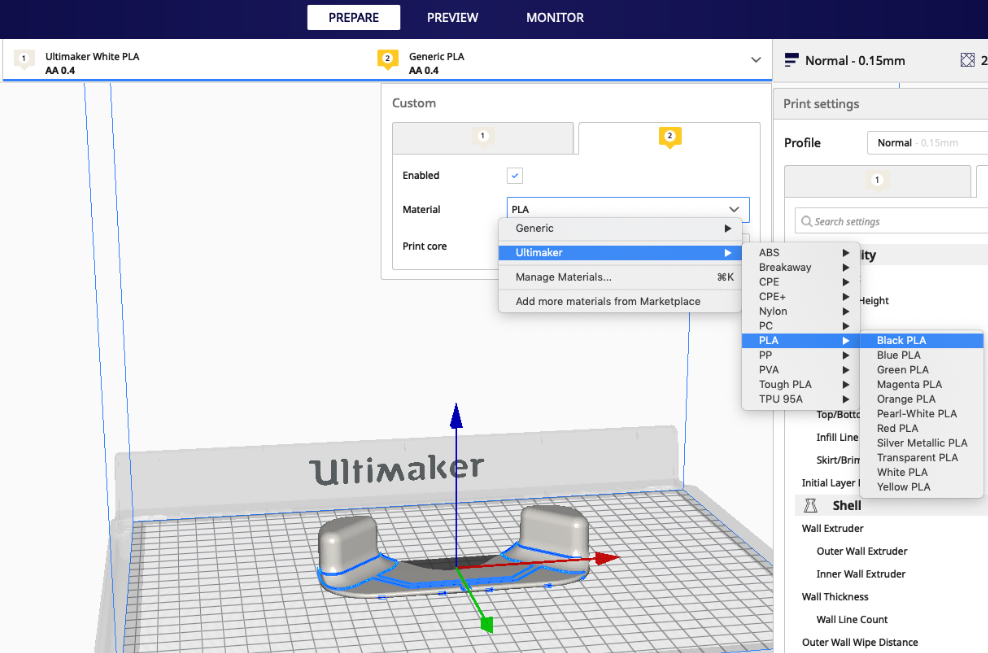 PREPARE PREVIEW MONITOR
1 Ultimaker White PLA
AA 0.4
2 Generic PLA
AA 0.4
Normal - 0.15mm 2
Custom
1 2
Enabled
Material PLA
Print core
Generic
Ultimaker
Manage Materials... ⌘K
Add more materials from Marketplace
ABS
Breakaway
CPE
CPE+
Nylon
PC
PLA
PP
PVA
Tough PLA
TPU 95A
Black PLA
Blue PLA
Green PLA
Magenta PLA
Orange PLA
Pearl-White PLA
Red PLA
Silver Metallic PLA
Transparent PLA
White PLA
Yellow PLA
Print settings
Profile Normal - 0.15mm
1
Search settings
ity
Height
Top/Botto
Infill Line
Skirt/Brim
Initial Layer
Shell
Wall Extruder
Outer Wall Extruder
Inner Wall Extruder
Wall Thickness
Wall Line Count
Outer Wall Wipe Distance
Ultimaker